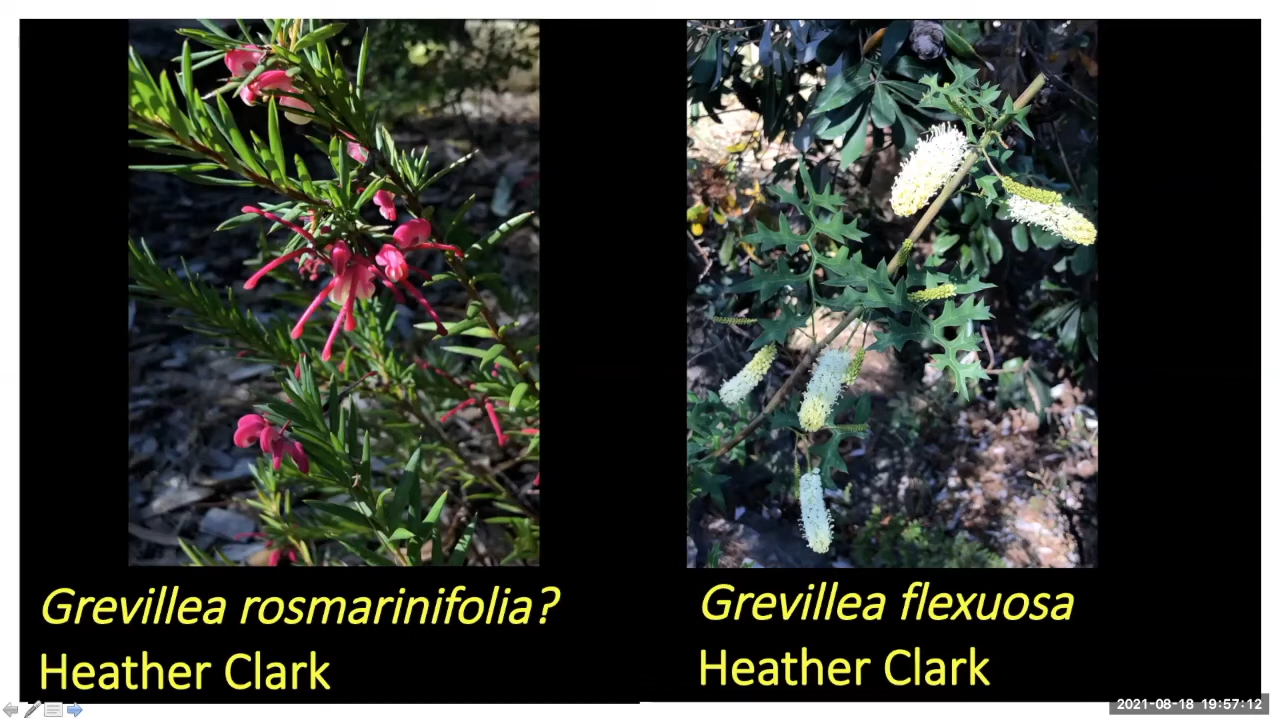 Grevillea rosmarinifolia?
Heather Clark
Grevillea flexuosa
Heather Clark
2021-08-18 19:57:12